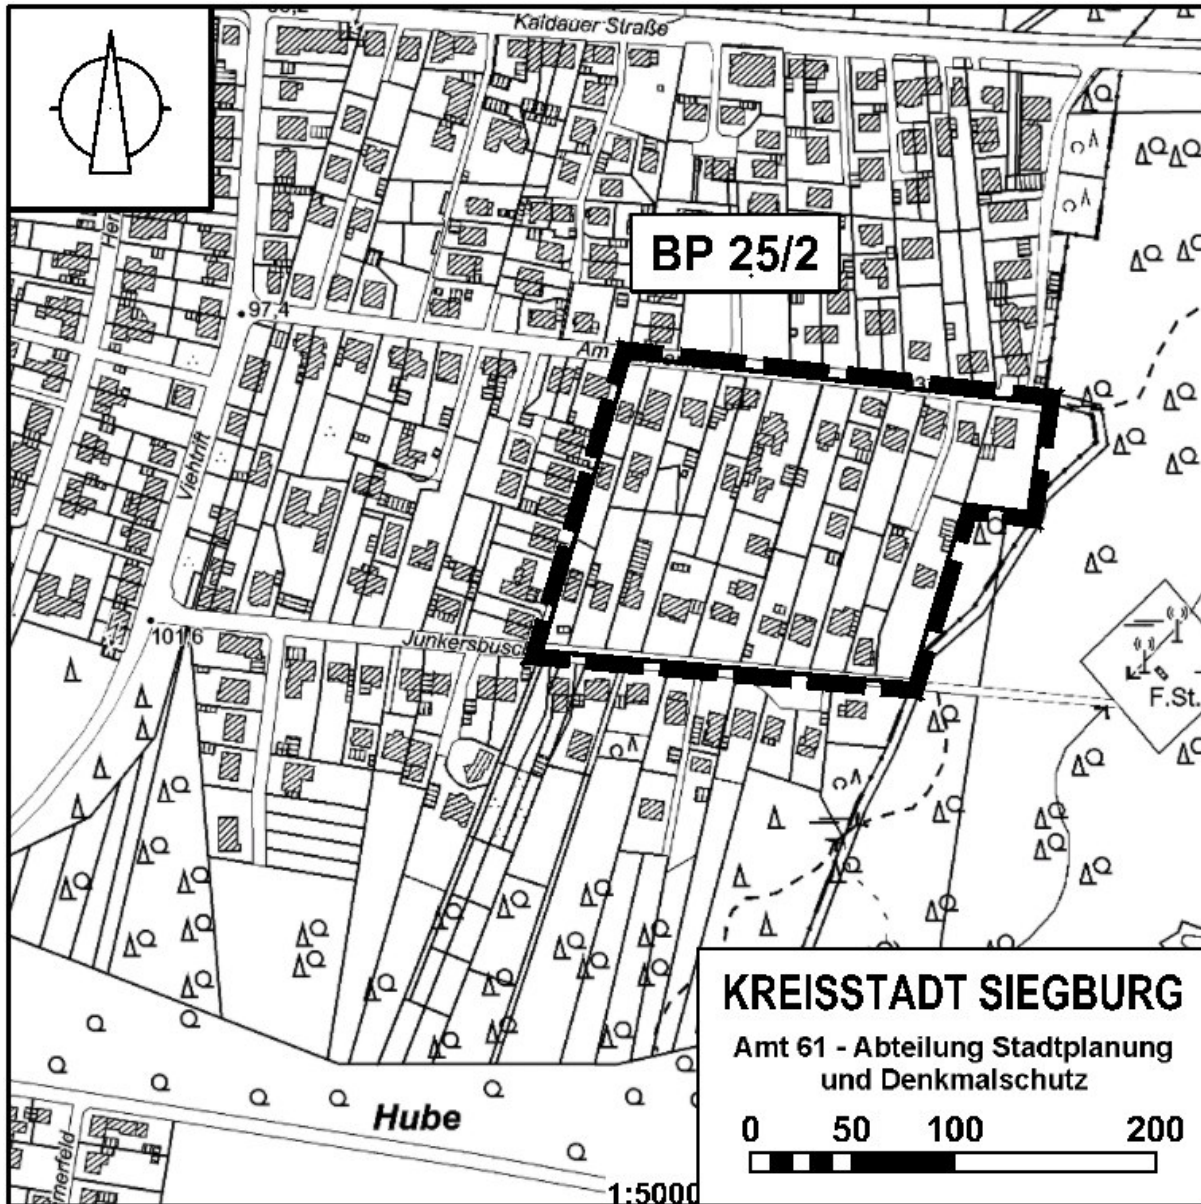 Kaldauer Straße
BP 25/2
97,4
Am
Viehtrift
101,6
Junkersbusch
F.St.
KREISSTADT SIEGBURG
Amt 61 - Abteilung Stadtplanung
und Denkmalschutz
0 50 100 200
Hube
1:5000